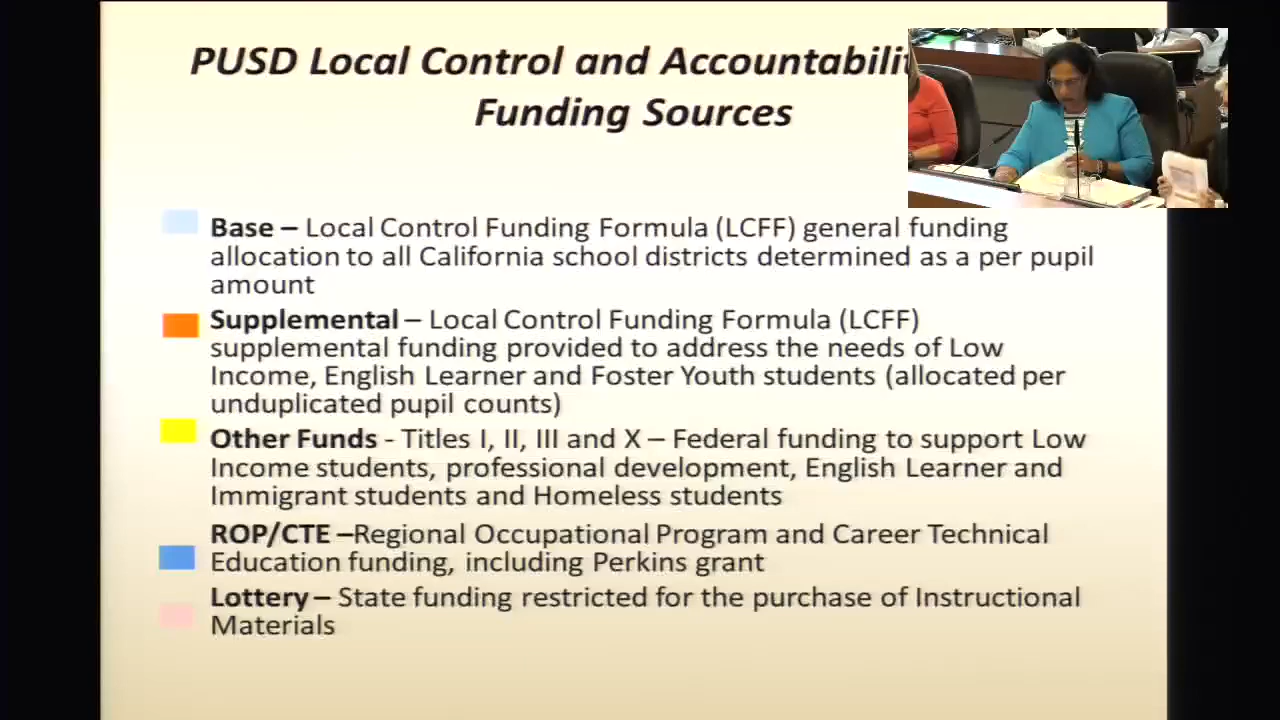 PUSD Local Control and
Funding Sources
Base – Local Control Funding Formula (LCFF) general funding
allocation to all California school districts determined as a per pupil
amount
Supplemental – Local Control Funding Formula (LCFF)
supplemental funding provided to address the needs of Low
Income, English Learner and Foster Youth students (allocated per
unduplicated pupil counts)
Other Funds - Titles I, II, III and X – Federal funding to support Low
Income students, professional development, English Learner and
Immigrant students and Homeless students
ROP/CTE –Regional Occupational Program and Career Technical
Education funding, including Perkins grant
Lottery – State funding restricted for the purchase of Instructional
Materials